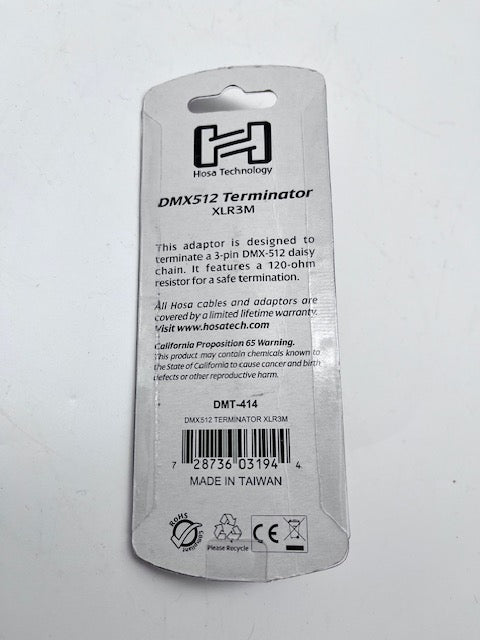 H
Hosa Technology
DMX512 Terminator
XLR3M
This adaptor is designed to
terminate a 3-pin DMX-512 daisy
chain. It features a 120-ohm
resistor for a safe termination.
All Hosa cables and adaptors are
covered by a limited lifetime warranty.
Visit www.hosatech.com
California Proposition 65 Warning.
This product may contain chemicals known to
the State of California to cause cancer and birth
defects or other reproductive harm.
DMT-414
DMX512 TERMINATOR XLR3M
7 28736 03194 4
MADE IN TAIWAN
RoHS
Compliant
Please Recycle
CE